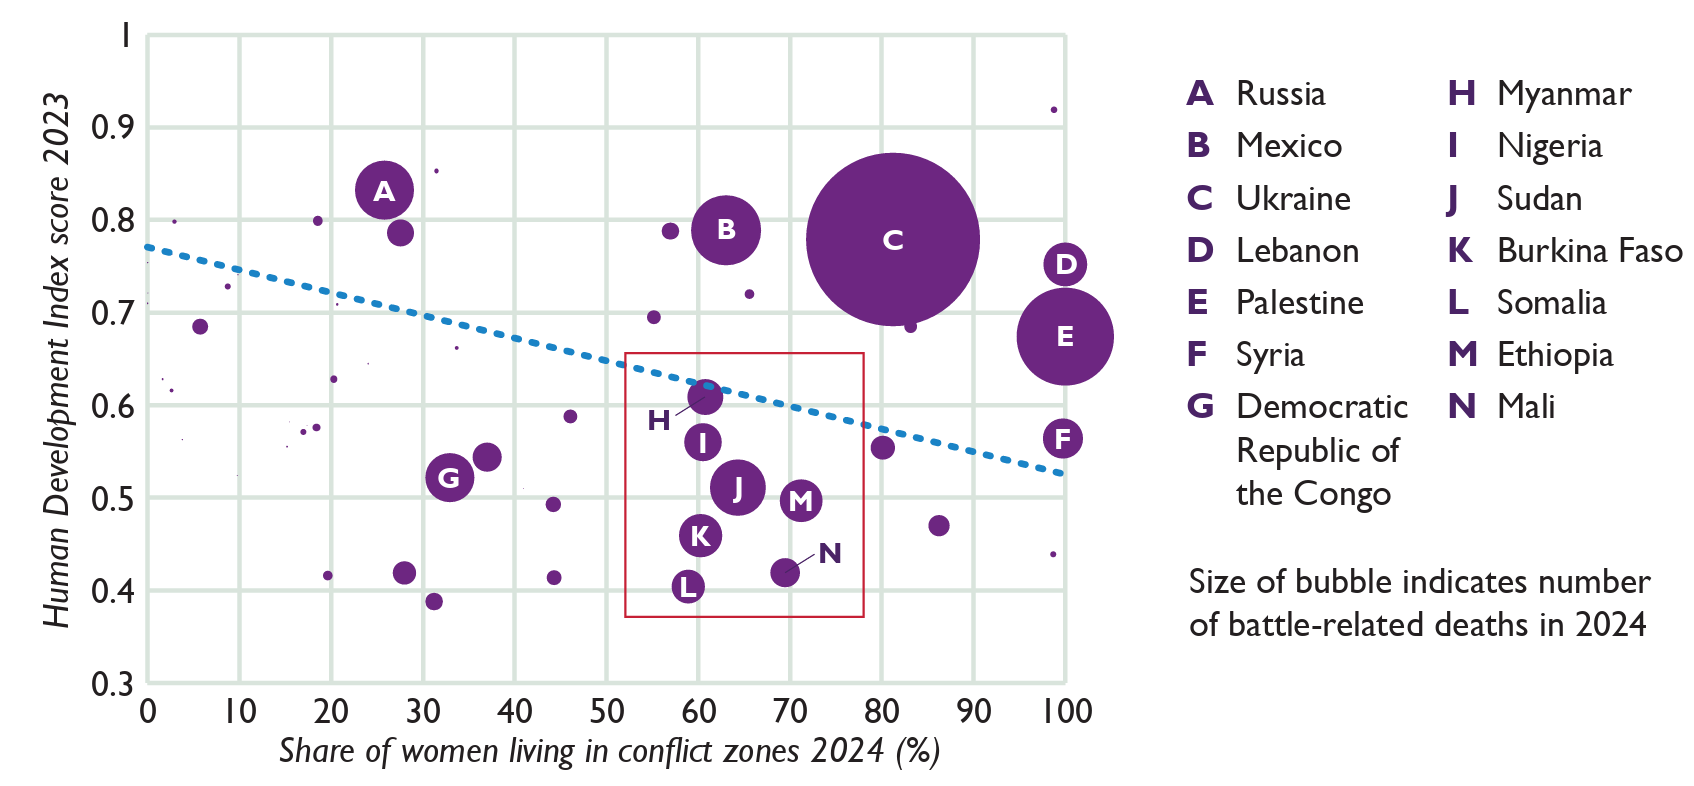 1
0.9
0.8
0.7
0.6
0.5
0.4
0.3
Human Development Index score 2023
0 10 20 30 40 50 60 70 80 90 100
Share of women living in conflict zones 2024 (%)
A
B
C
D
E
F
G
H
I
J
K
L
M
N
A Russia
B Mexico
C Ukraine
D Lebanon
E Palestine
F Syria
G Democratic
Republic of
the Congo
H Myanmar
I Nigeria
J Sudan
K Burkina Faso
L Somalia
M Ethiopia
N Mali
Size of bubble indicates number
of battle-related deaths in 2024